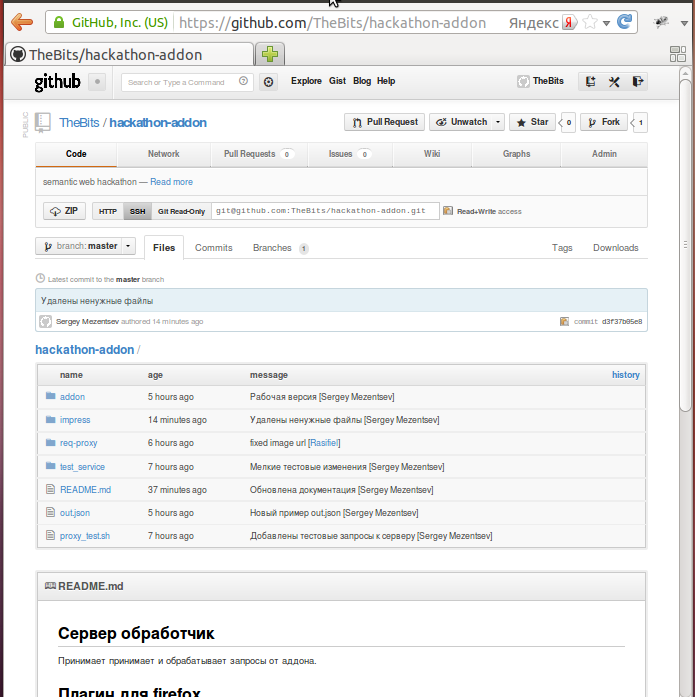 GitHub, Inc. (US) https://github.com/TheBits/hackathon-addon Яндекс
TheBits/hackathon-addon
github Search or Type a Command Explore Gist Blog Help TheBits
PUBLIC
TheBits / hackathon-addon Pull Request Unwatch Star 0 Fork 1
Code Network Pull Requests 0 Issues 0 Wiki Graphs Admin
semantic web hackathon — Read more
ZIP HTTP SSH Git Read-Only git@github.com:TheBits/hackathon-addon.git Read+Write access
branch: master Files Commits Branches 1 Tags Downloads
Latest commit to the master branch
Удалены ненужные файлы
Sergey Mezentsev authored 14 minutes ago commit d3f37b05e8
hackathon-addon /
name age message history
addon 5 hours ago Рабочая версия [Sergey Mezentsev]
impress 14 minutes ago Удалены ненужные файлы [Sergey Mezentsev]
req-proxy 6 hours ago fixed image url [Rasifiel]
test_service 7 hours ago Мелкие тестовые изменения [Sergey Mezentsev]
README.md 37 minutes ago Обновлена документация [Sergey Mezentsev]
out.json 5 hours ago Новый пример out.json [Sergey Mezentsev]
proxy_test.sh 7 hours ago Добавлены тестовые запросы к серверу [Sergey Mezentsev]
README.md
Сервер обработчик
Принимает принимает и обрабатывает запросы от аддона.
Плагин для firefox